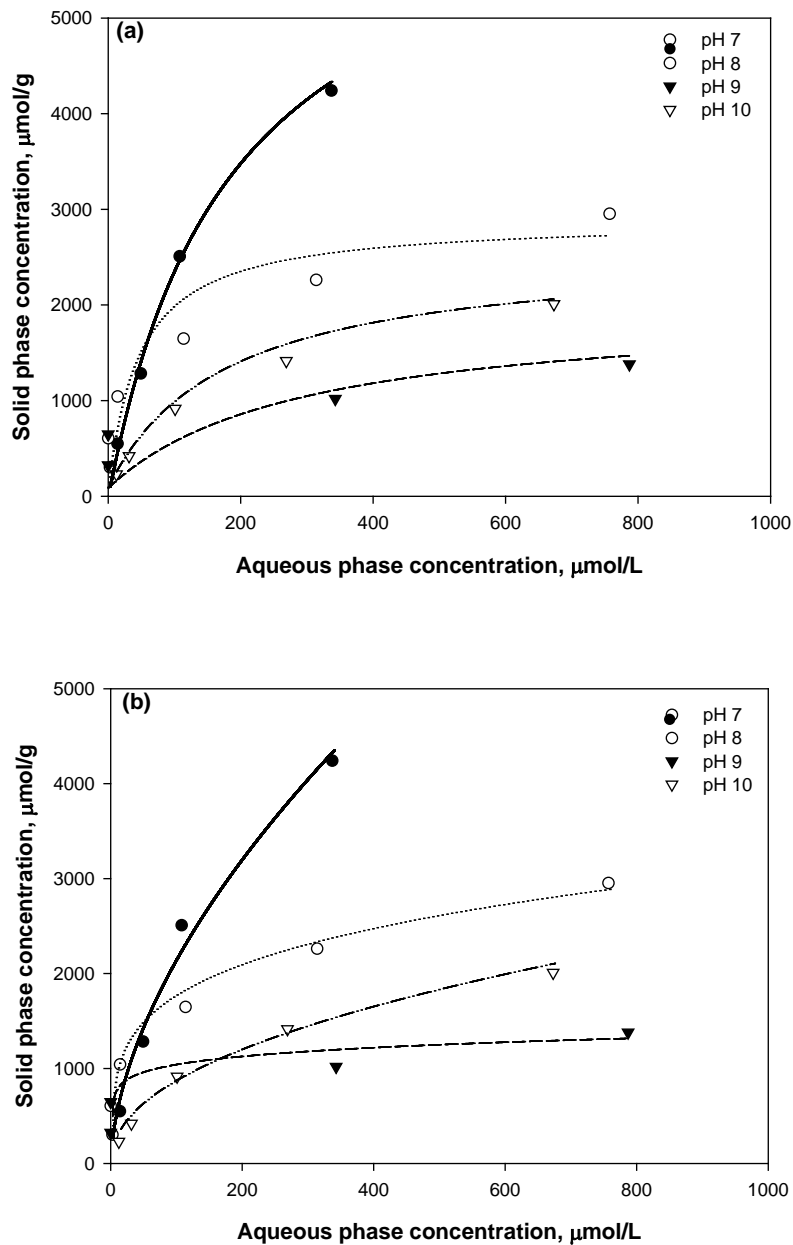 (a)
pH 7
pH 8
pH 9
pH 10
5000
4000
3000
2000
1000
0
Solid phase concentration, μmol/g
0 200 400 600 800 1000
Aqueous phase concentration, μmol/L
(b)
pH 7
pH 8
pH 9
pH 10
5000
4000
3000
2000
1000
0
Solid phase concentration, μmol/g
0 200 400 600 800 1000
Aqueous phase concentration, μmol/L